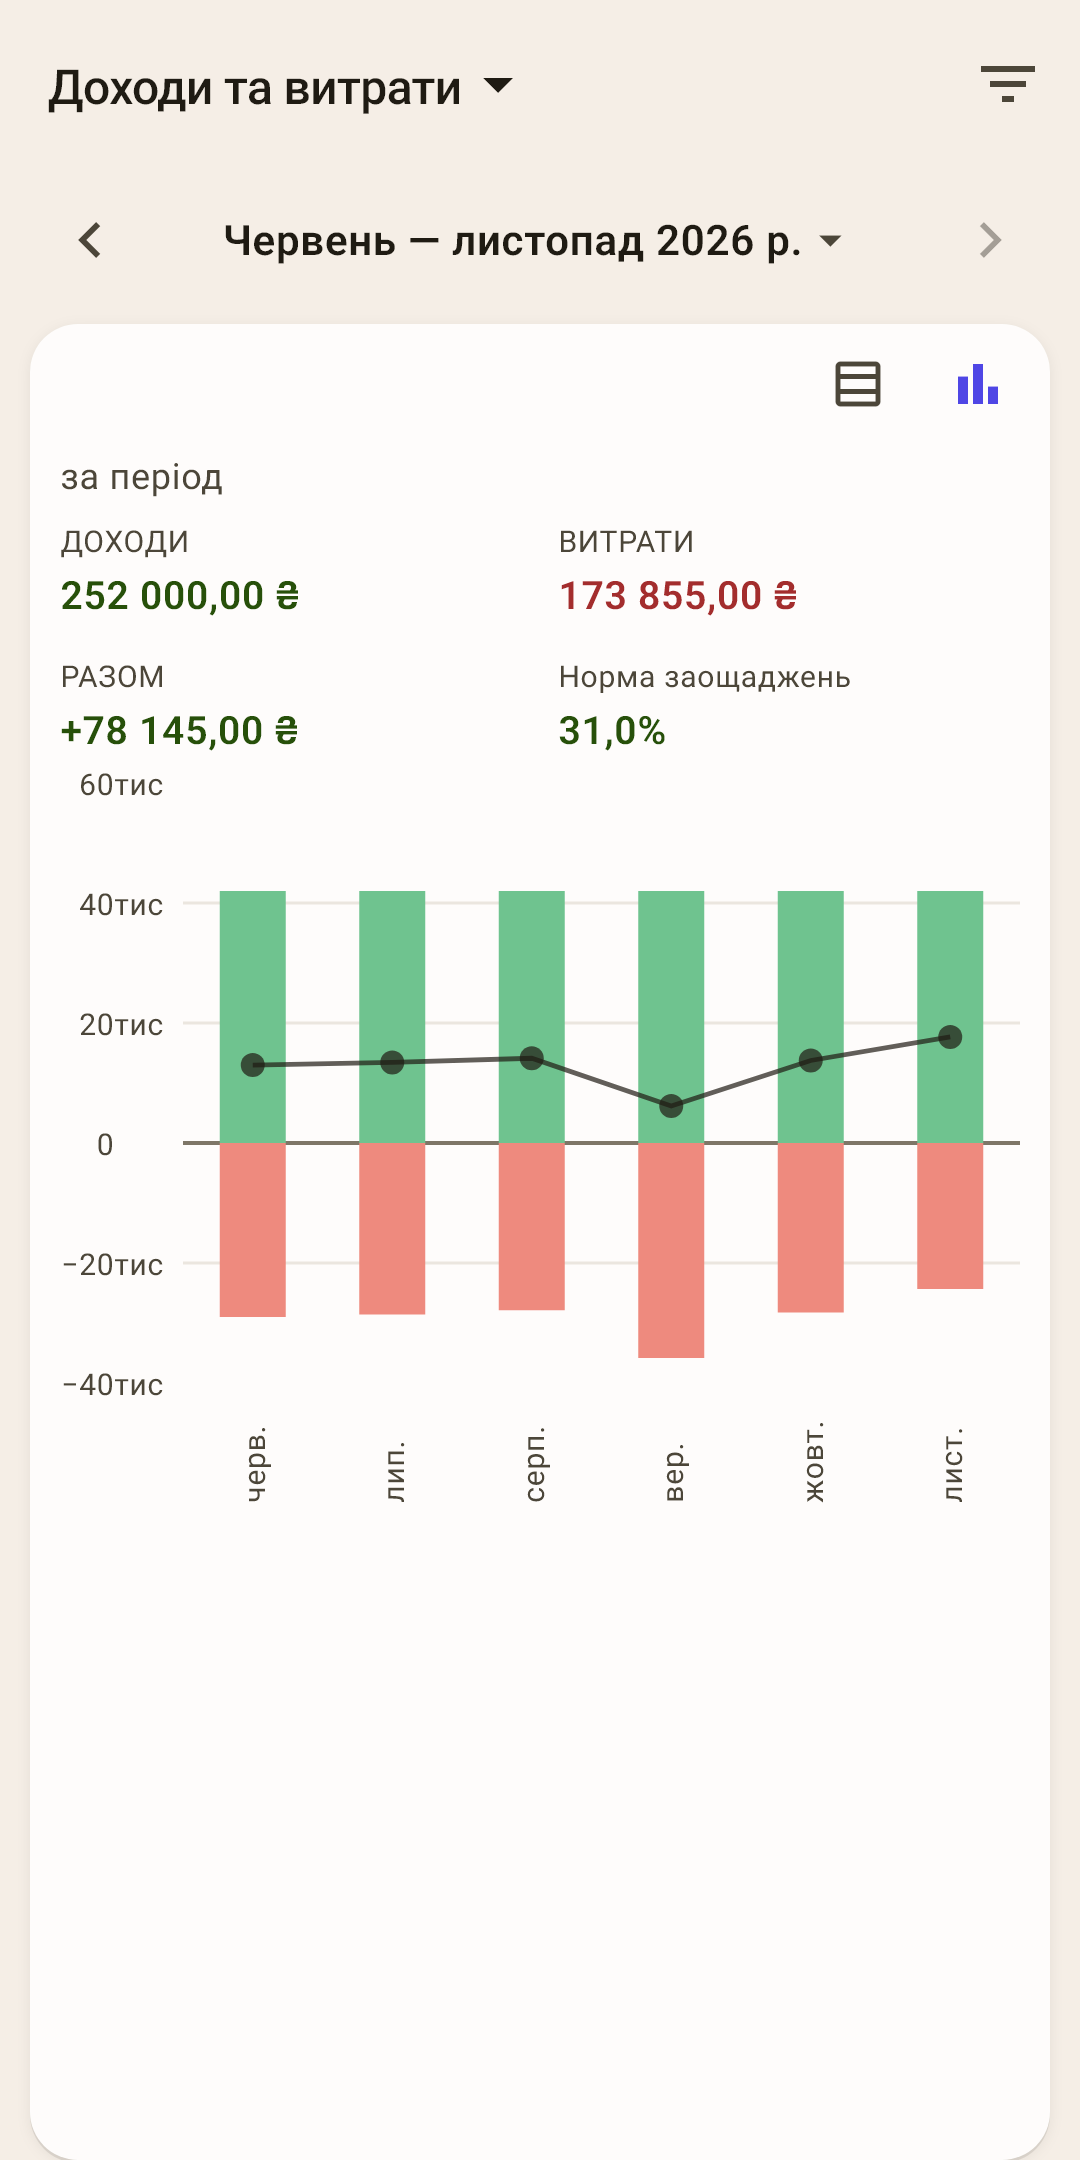 Доходи та витрати
Червень — листопад 2026 р.
за період
ДОХОДИ ВИТРАТИ
252 000,00 ₴ 173 855,00 ₴
РАЗОМ Норма заощаджень
+78 145,00 ₴ 31,0%
60тис
40тис
20тис
0
−20тис
−40тис
черв. лип. серп. вер. жовт. лист.